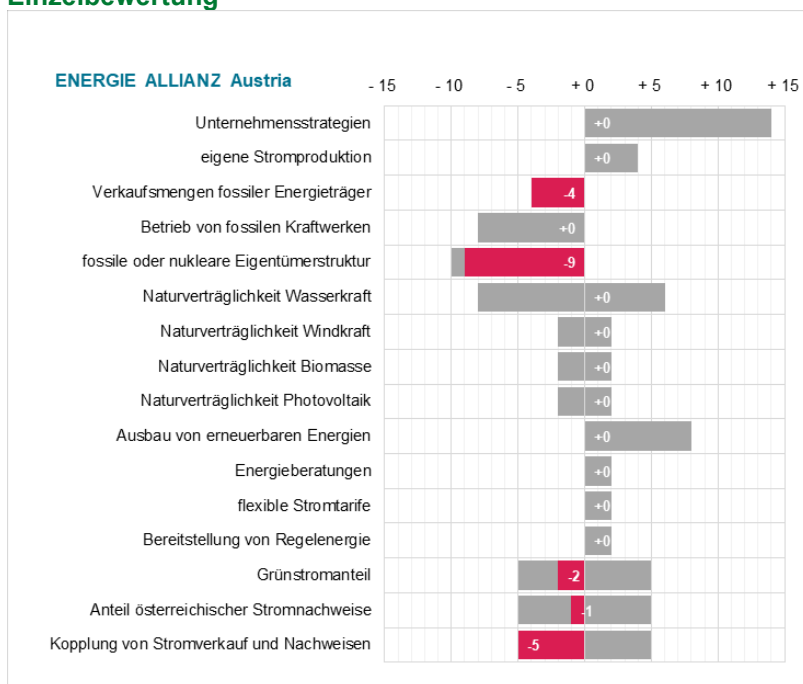 Einzelbewertung
ENERGIE ALLIANZ Austria
- 15 - 10 - 5 + 0 + 5 + 10 + 15
Unternehmensstrategien +0
eigene Stromproduktion +0
Verkaufsmengen fossiler Energieträger -4
Betrieb von fossilen Kraftwerken +0
fossile oder nukleare Eigentümerstruktur -9
Naturverträglichkeit Wasserkraft +0
Naturverträglichkeit Windkraft +0
Naturverträglichkeit Biomasse +0
Naturverträglichkeit Photovoltaik +0
Ausbau von erneuerbaren Energien +0
Energieberatungen +0
flexible Stromtarife +0
Bereitstellung von Regelenergie +0
Grünstromanteil -2
Anteil österreichischer Stromnachweise -1
Kopplung von Stromverkauf und Nachweisen -5